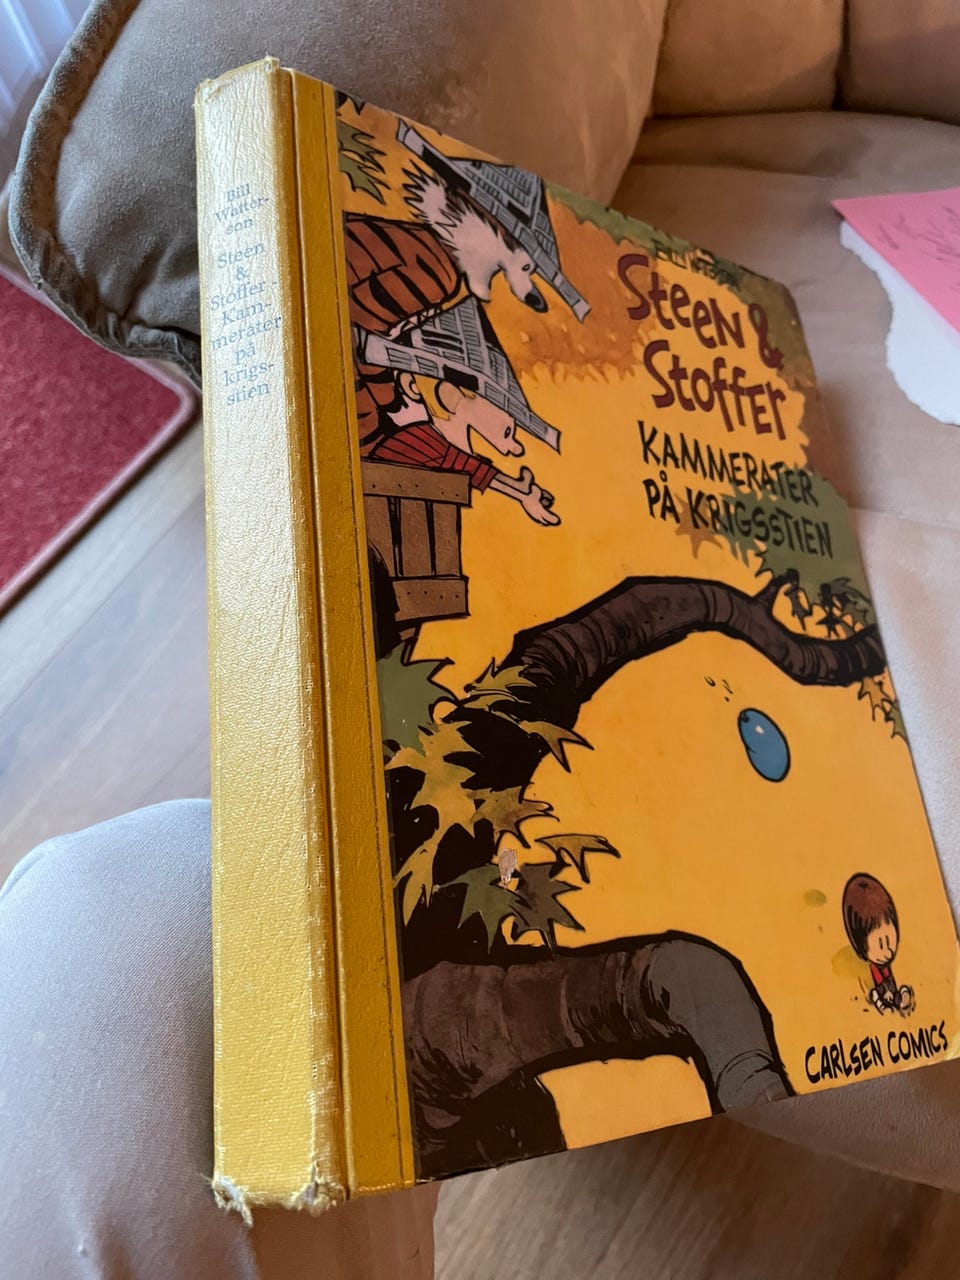 Bill
Watter-
son
Steen
&
Stoffer -
Kam-
merater
på
krigs-
stien
Steen &
Stoffer
Kammerater
på krigsstien
Carlsen Comics